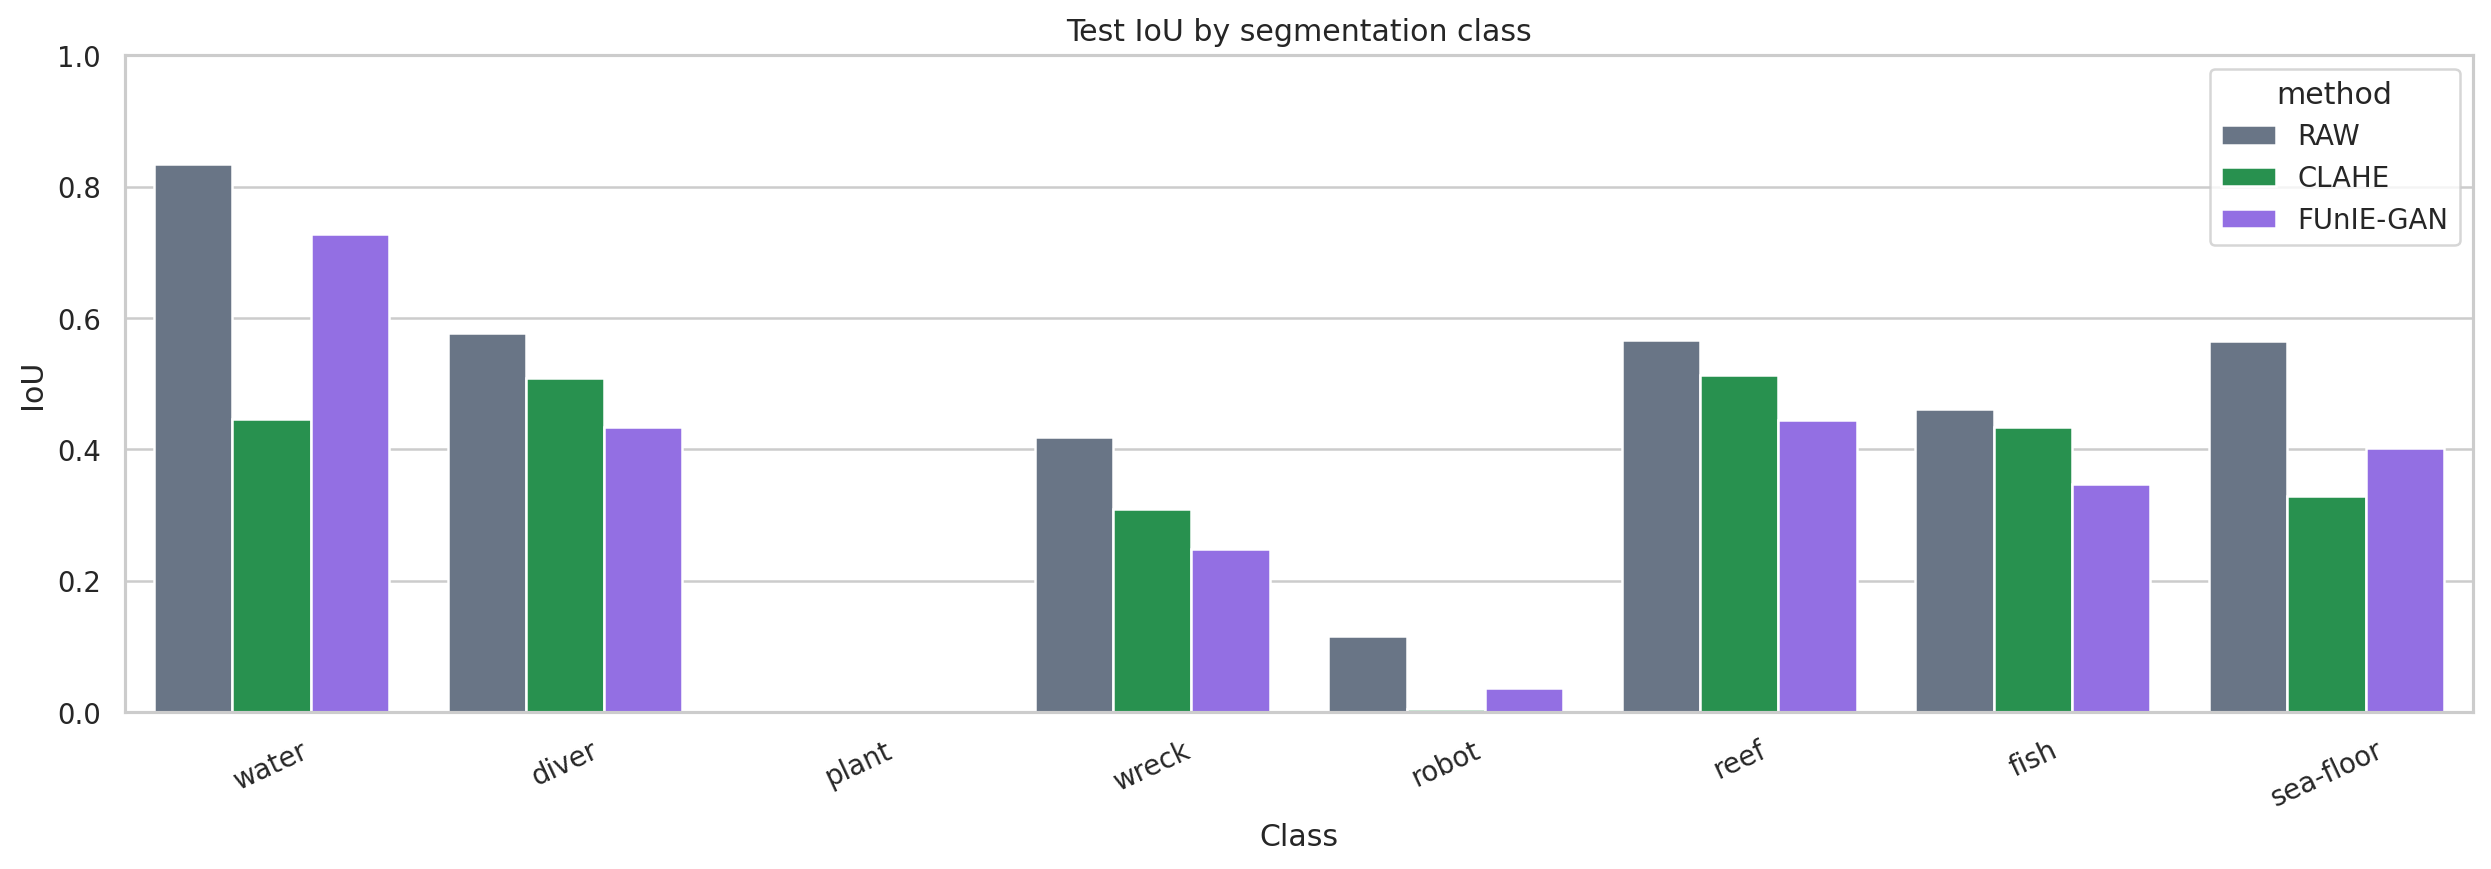 Test IoU by segmentation class
1.0
0.8
0.6
0.4
0.2
0.0
IoU
method
RAW
CLAHE
FUnIE-GAN
water
diver
plant
wreck
robot
reef
fish
sea-floor
Class